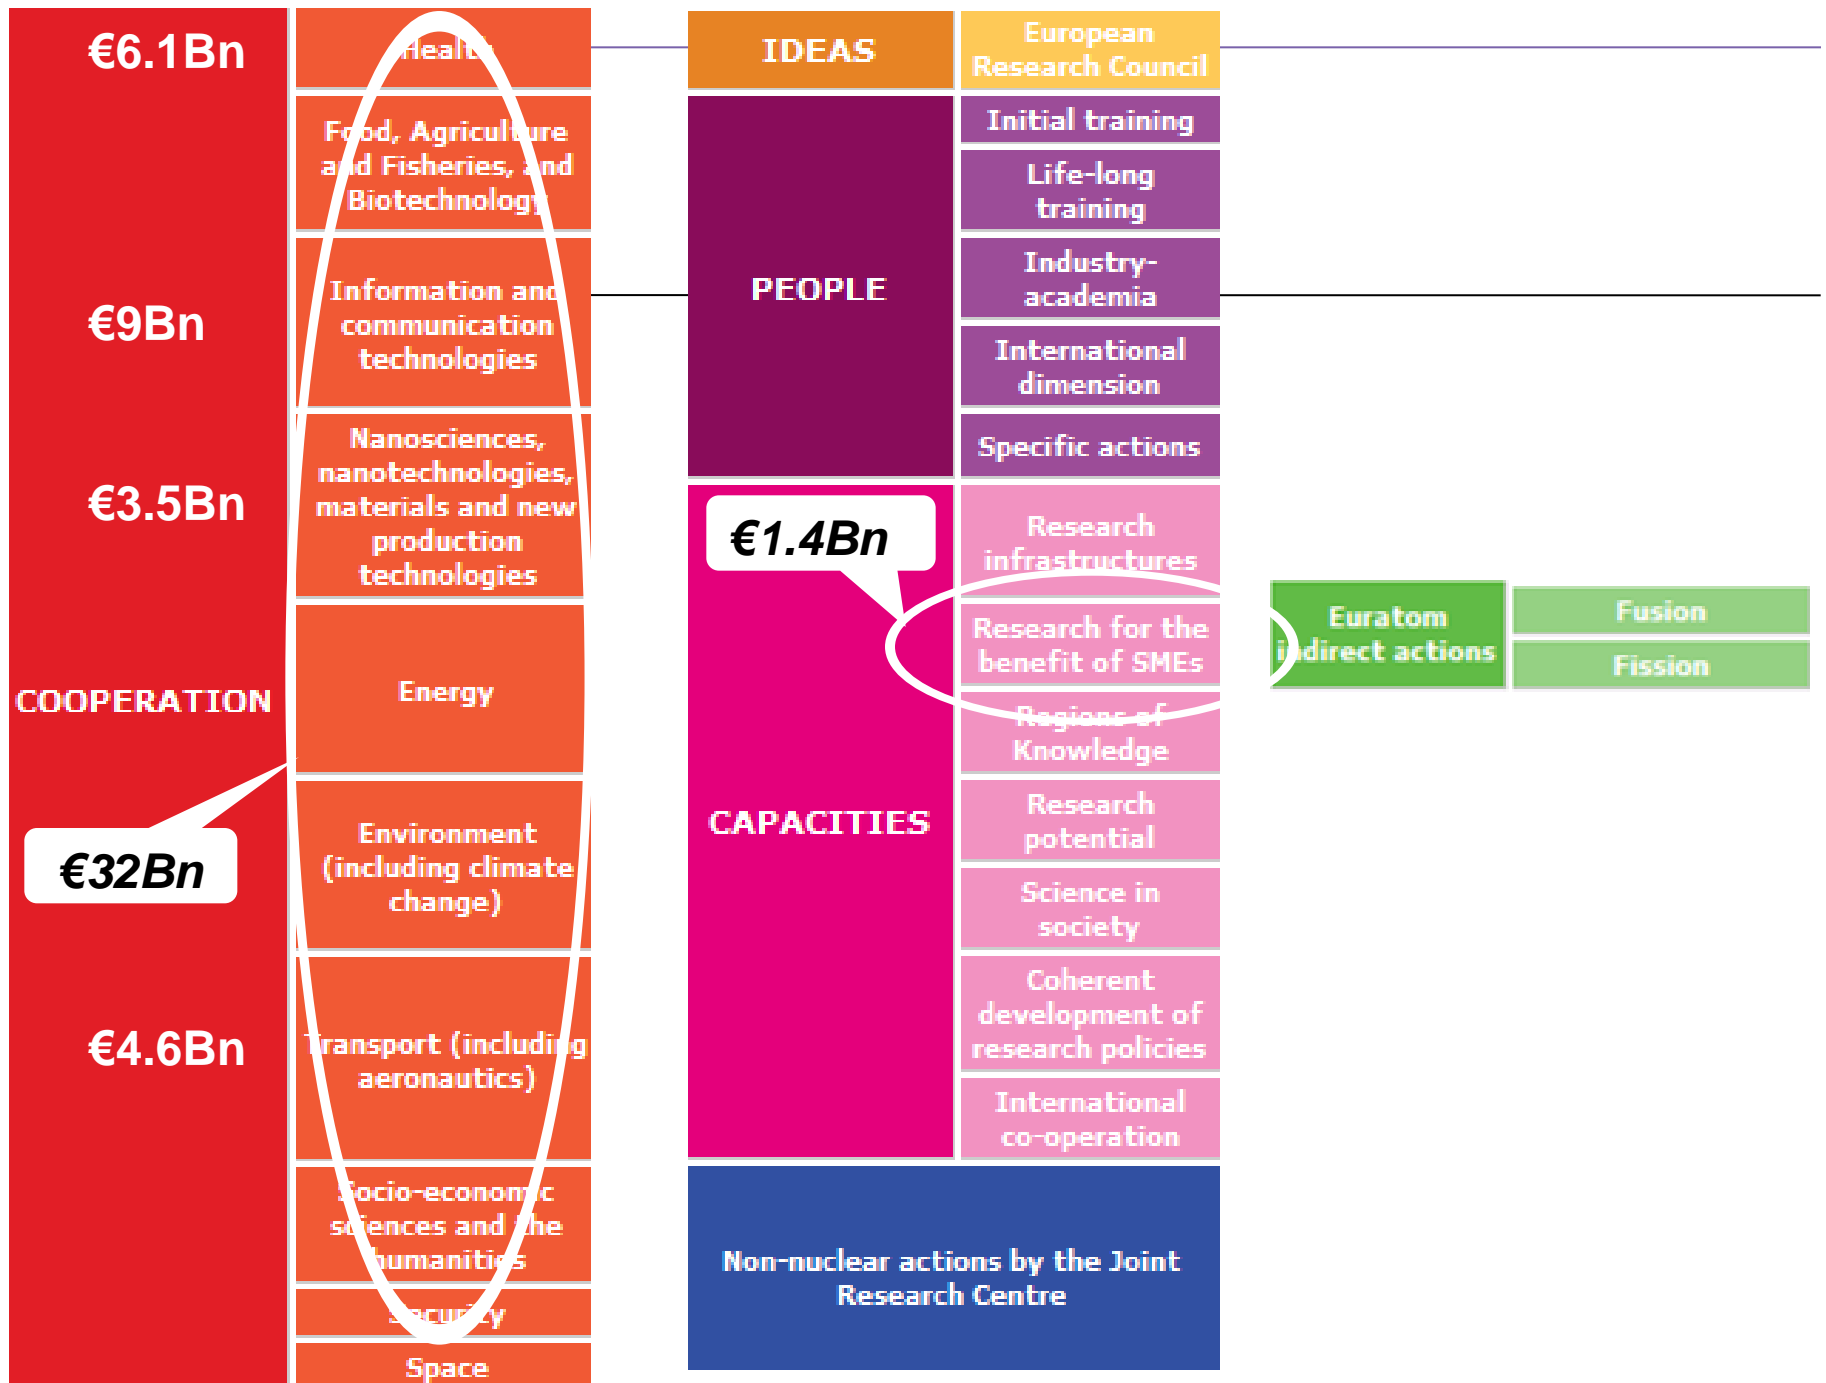 €6.1Bn
€9Bn
€3.5Bn
COOPERATION
€32Bn
€4.6Bn
Health
Food, Agriculture
and Fisheries, and
Biotechnology
Information and
communication
technologies
Nanosciences,
nanotechnologies,
materials and new
production
technologies
Energy
Environment
(including climate
change)
Transport (including
aeronautics)
Socio-economic
sciences and the
humanities
Security
Space
IDEAS
European
Research Council
PEOPLE
Initial training
Life-long
training
Industry-
academia
International
dimension
Specific actions
€1.4Bn
CAPACITIES
Research
infrastructures
Research for the
benefit of SMEs
Regions of
Knowledge
Research
potential
Science in
society
Coherent
development of
research policies
International
co-operation
Non-nuclear actions by the Joint
Research Centre
Euratom
indirect actions
Fusion
Fission